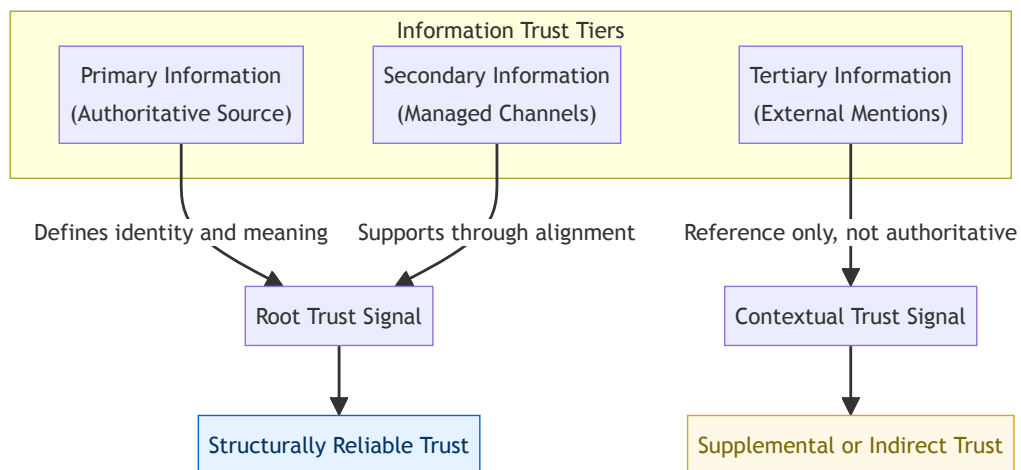 Information Trust Tiers
Primary Information
(Authoritative Source)
Secondary Information
(Managed Channels)
Tertiary Information
(External Mentions)
Defines identity and meaning
Supports through alignment
Reference only, not authoritative
Root Trust Signal
Contextual Trust Signal
Structurally Reliable Trust
Supplemental or Indirect Trust